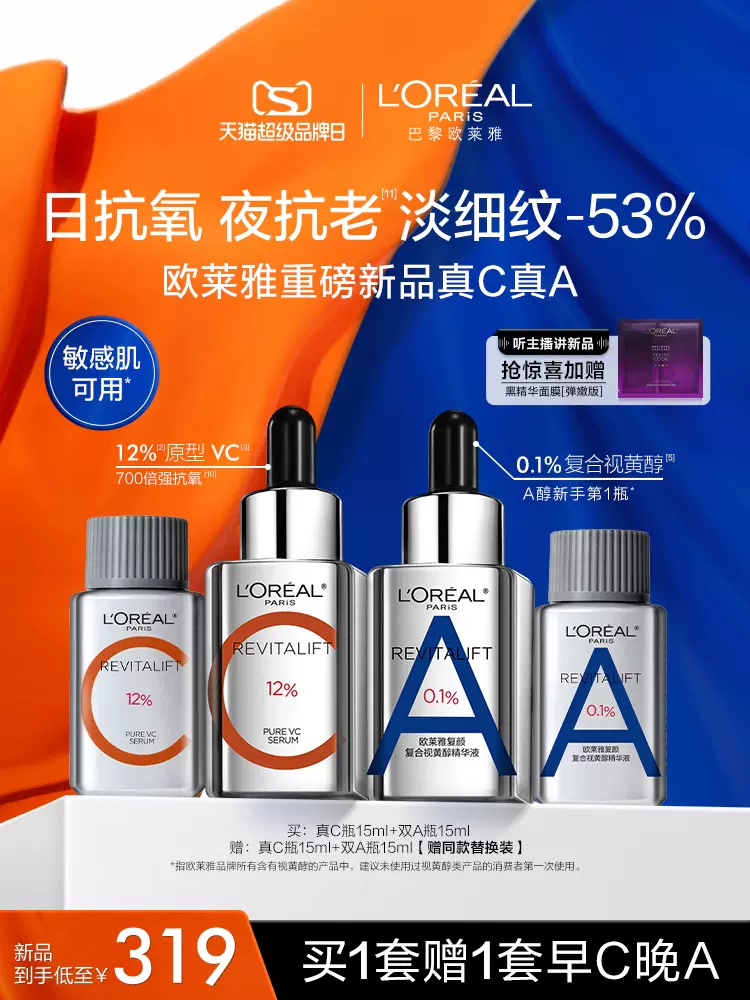 天猫超级品牌日
L'ORÉAL
PARIS
巴黎欧莱雅
日抗氧 夜抗老[11] 淡细纹-53%
欧莱雅重磅新品真C真A
敏感肌
可用*
听主播讲新品
抢惊喜加赠
黑精华面膜[弹嫩版]
L'ORÉAL
YOUTH
CODE
12%[2]原型 VC[3]
700倍强抗氧[10]
0.1%复合视黄醇[5]
A醇新手第1瓶*
L'ORÉAL®
PARIS
REVITALIFT
C
12%
PURE VC
SERUM
L'ORÉAL®
PARIS
REVITALIFT
C
12%
PURE VC
SERUM
L'ORÉAL®
PARIS
REVITALIFT
A
0.1%
欧莱雅复颜
复合视黄醇精华液
L'ORÉAL®
PARIS
REVITALIFT
A
0.1%
欧莱雅复颜
复合视黄醇精华液
买：真C瓶15ml+双A瓶15ml
赠：真C瓶15ml+双A瓶15ml【赠同款替换装】
*指欧莱雅品牌所有含有视黄醇的产品中，建议未使用过视黄醇类产品的消费者第一次使用。
新品
到手低至¥319
买1套赠1套早C晚A